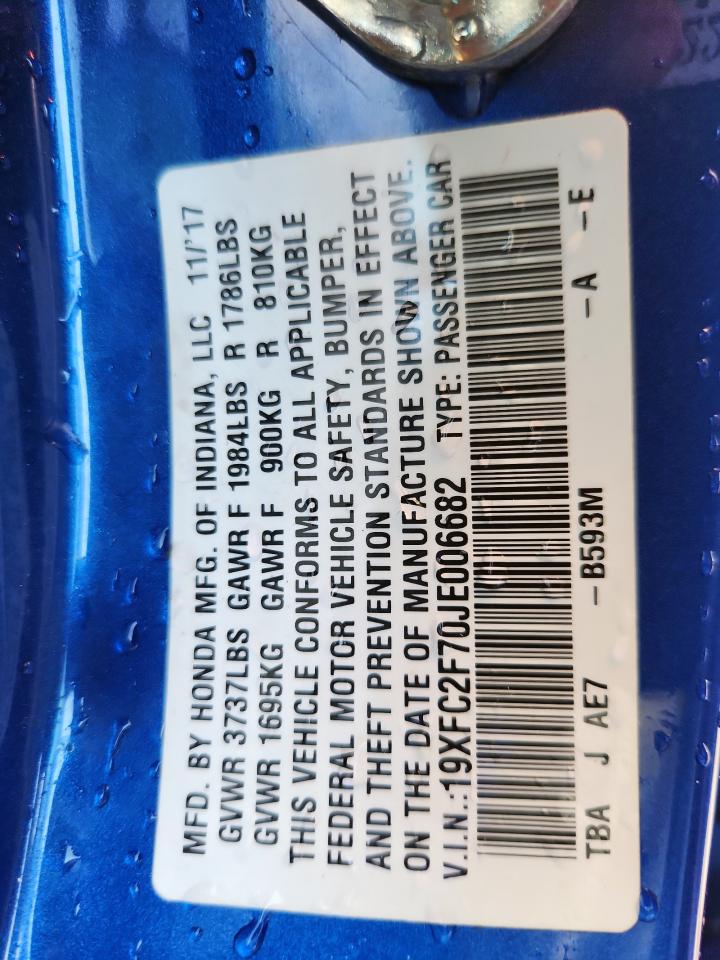 MFD. BY HONDA MFG. OF INDIANA, LLC 11/'17
GVWR 3737LBS GAWR F 1984LBS R 1786LBS
GVWR 1695KG GAWR F 900KG R 810KG
THIS VEHICLE CONFORMS TO ALL APPLICABLE
FEDERAL MOTOR VEHICLE SAFETY, BUMPER,
AND THEFT PREVENTION STANDARDS IN EFFECT
ON THE DATE OF MANUFACTURE SHOWN ABOVE.
V.I.N.:19XFC2F70JE006682 TYPE: PASSENGER CAR
TBA J AE7 – B593M – A – E